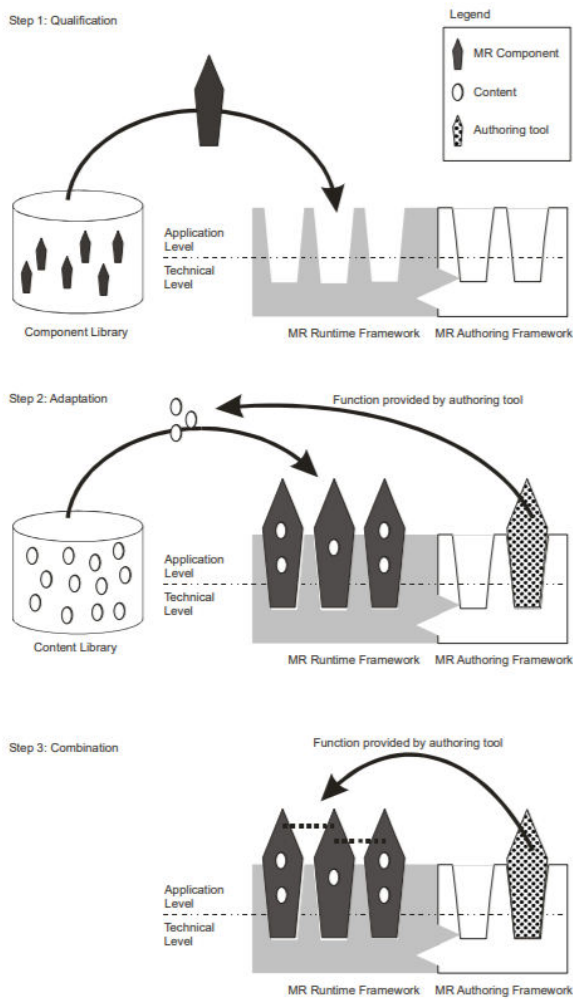 Step 1: Qualification
Legend
MR Component
Content
Authoring tool
Application
Level
Technical
Level
Component Library
MR Runtime Framework
MR Authoring Framework
Step 2: Adaptation
Function provided by authoring tool
Application
Level
Technical
Level
Content Library
MR Runtime Framework
MR Authoring Framework
Step 3: Combination
Function provided by authoring tool
Application
Level
Technical
Level
MR Runtime Framework
MR Authoring Framework